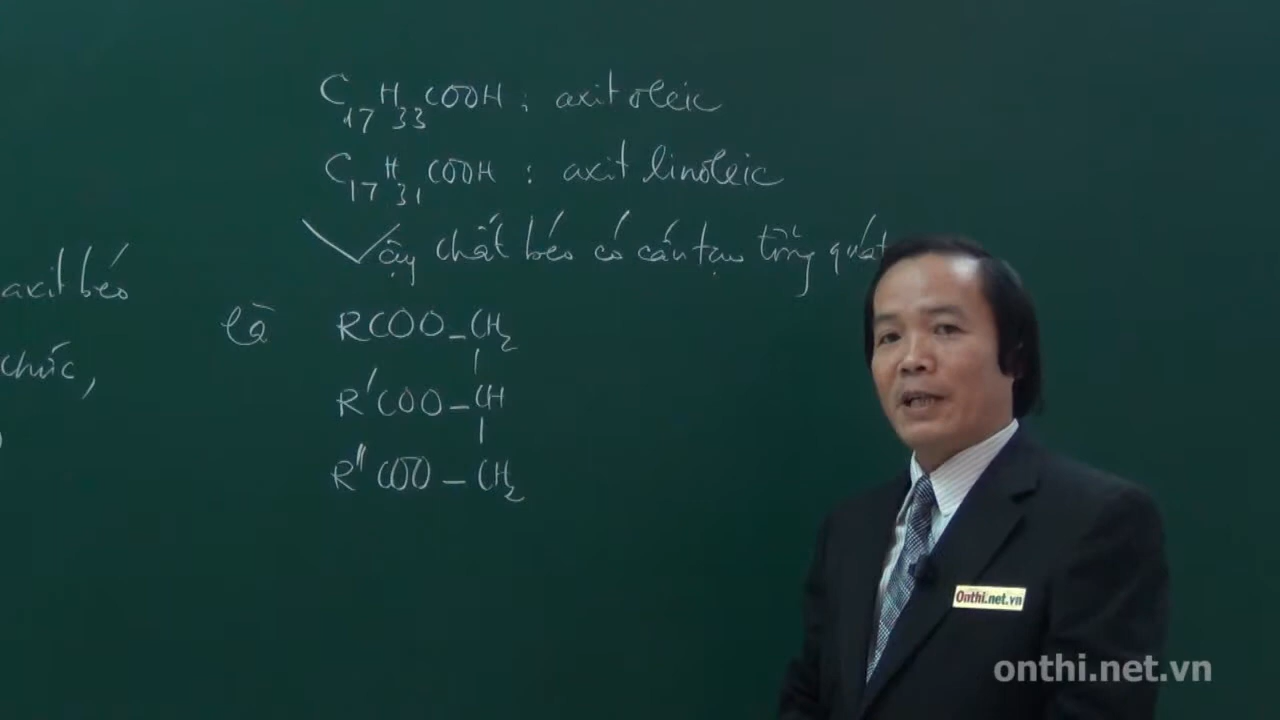 C17H33COOH : axit oleic
C17H31COOH : axit linoleic
Vậy chất béo có cấu tạo tổng quát
axit béo
là RCOO-CH2
chức,
R'COO-CH
R''COO-CH2
Onthi.net.vn
onthi.net.vn